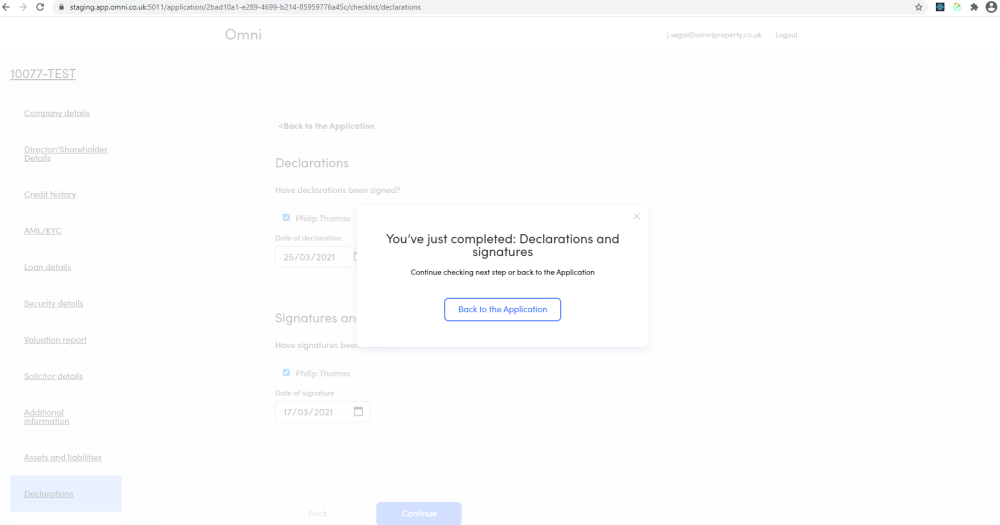 staging.app.omni.co.uk:5011/application/2bad10a1-e289-4699-b214-85959776a45c/checklist/declarations
Omni
j.segal@omniproperty.co.uk
Logout
10077-TEST
Company details
Director/Shareholder
Details
Credit history
AML/KYC
Loan details
Security details
Valuation report
Solicitor details
Additional
information
Assets and liabilities
Declarations
<Back to the Application
Declarations
Have declarations been signed?
Philip Thomas
Date of declaration
25/03/2021
Signatures an
Have signatures bee
Philip Thomas
Date of signature
17/03/2021
Back
Continue
You've just completed: Declarations and
signatures
Continue checking next step or back to the Application
Back to the Application